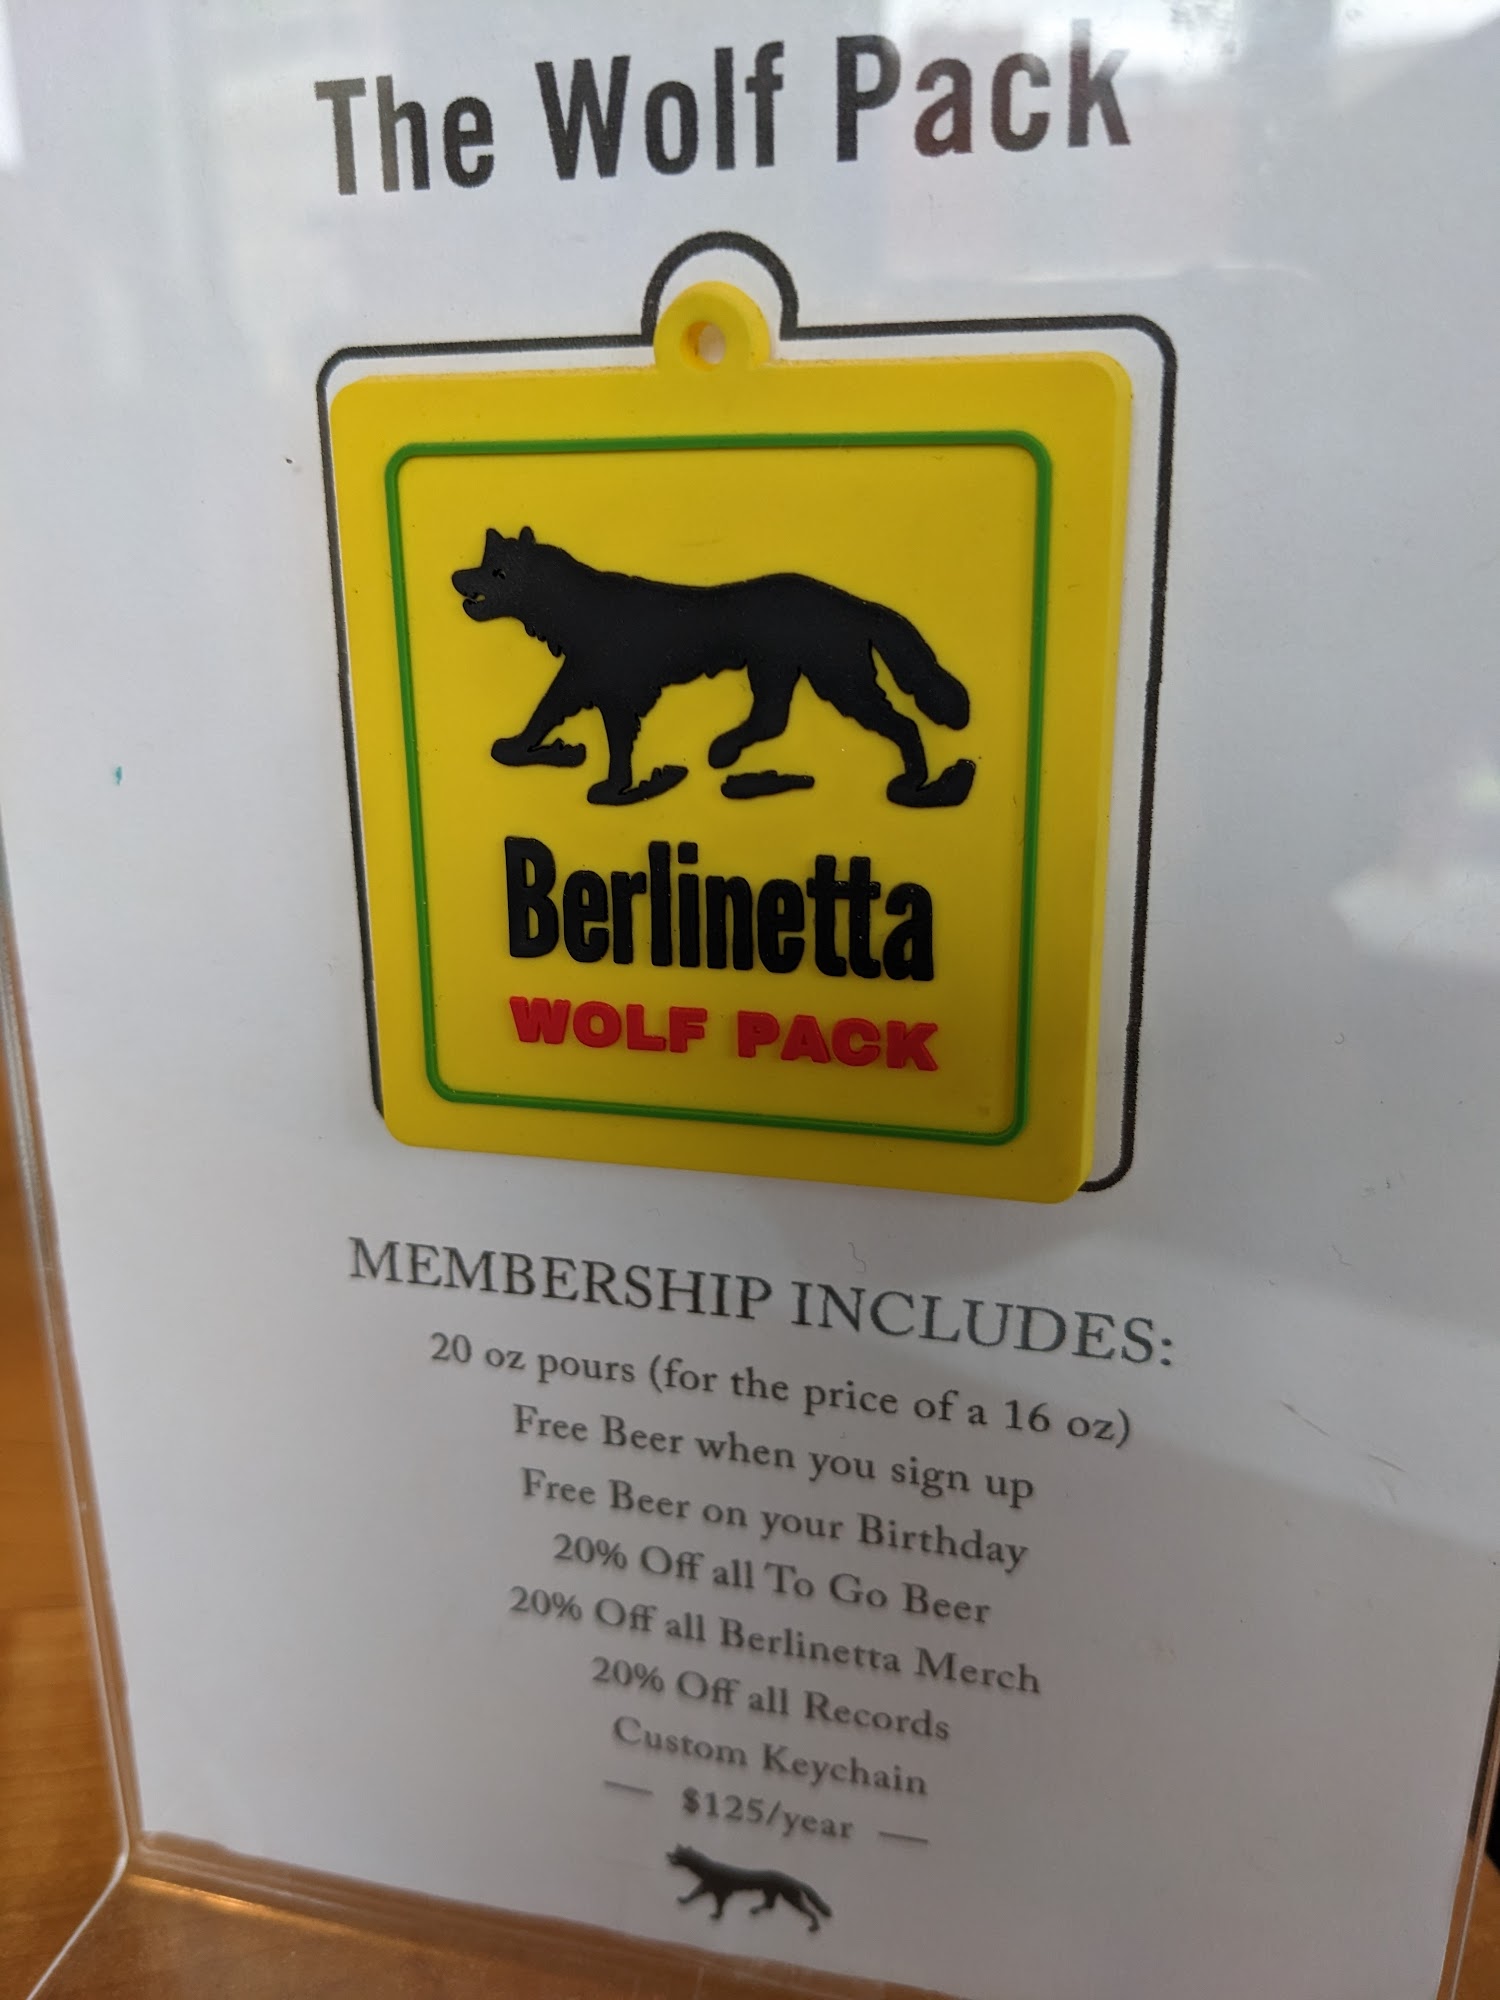 The Wolf Pack
Berlinetta
WOLF PACK
MEMBERSHIP INCLUDES:
20 oz pours (for the price of a 16 oz)
Free Beer when you sign up
Free Beer on your Birthday
20% Off all To Go Beer
20% Off all Berlinetta Merch
20% Off all Records
Custom Keychain
— $125/year —